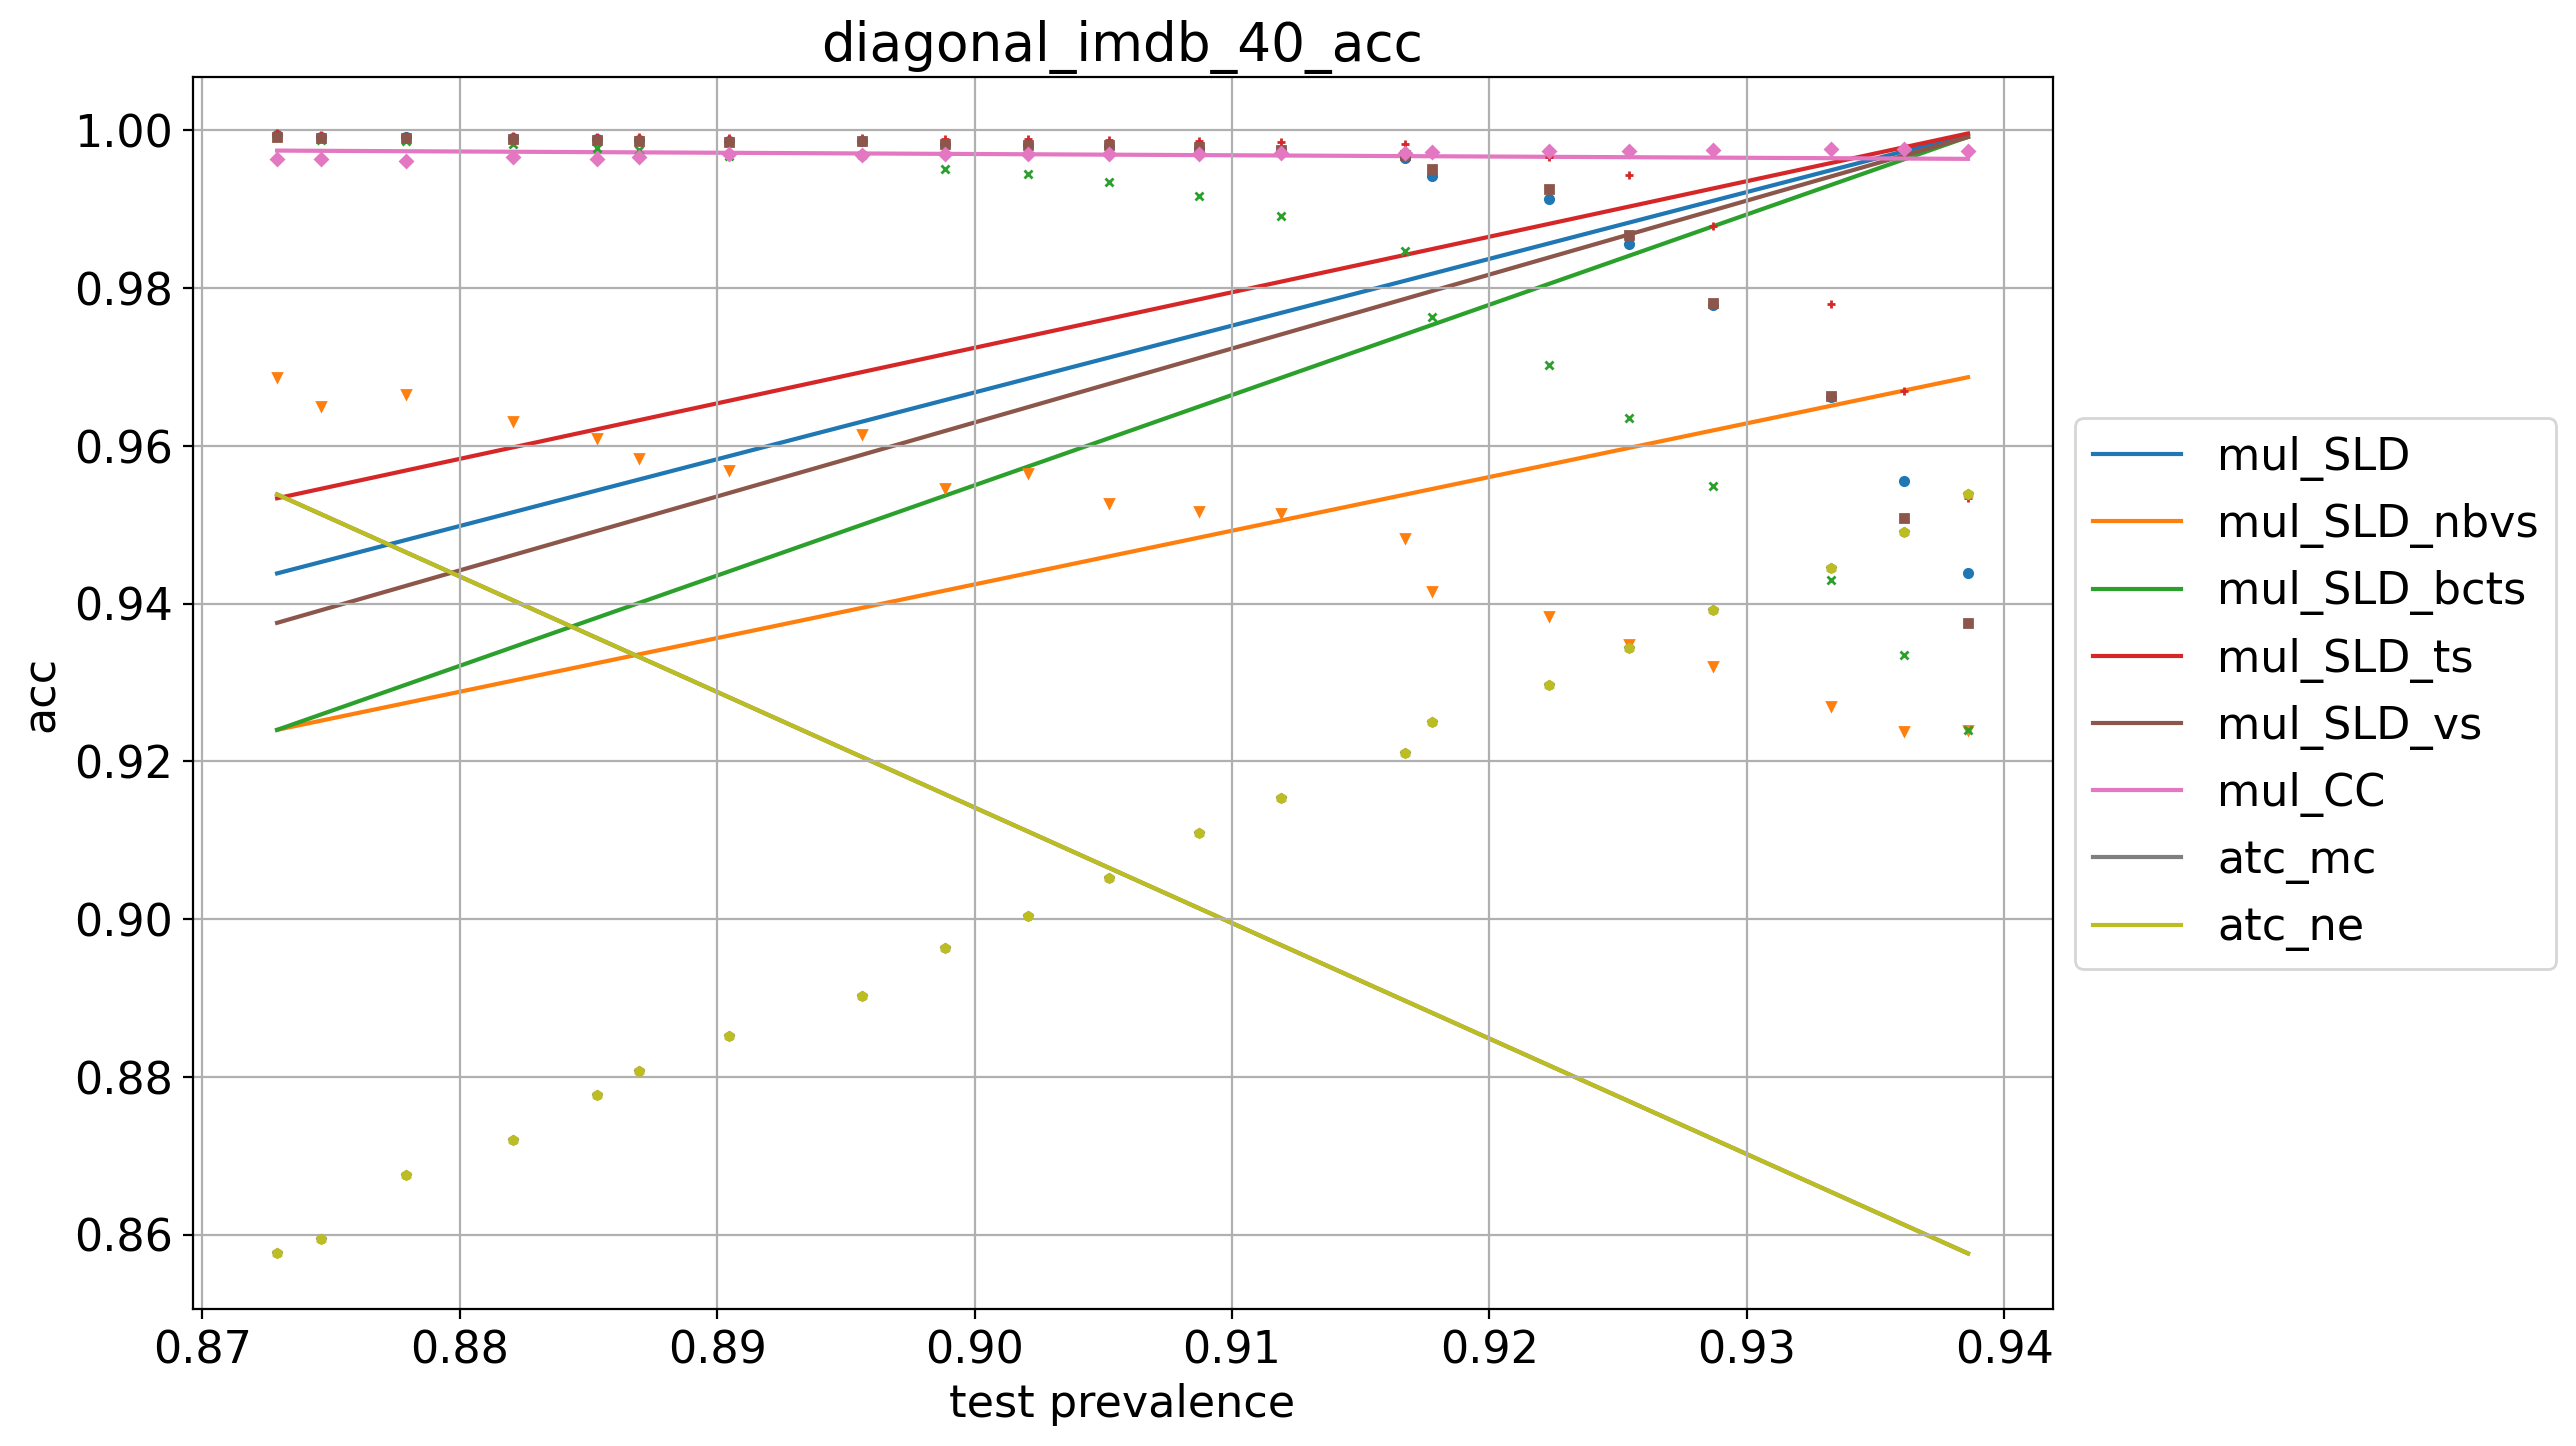 diagonal_imdb_40_acc
acc
1.00
0.98
0.96
0.94
0.92
0.90
0.88
0.86
0.87 0.88 0.89 0.90 0.91 0.92 0.93 0.94
test prevalence
mul_SLD
mul_SLD_nbvs
mul_SLD_bcts
mul_SLD_ts
mul_SLD_vs
mul_CC
atc_mc
atc_ne